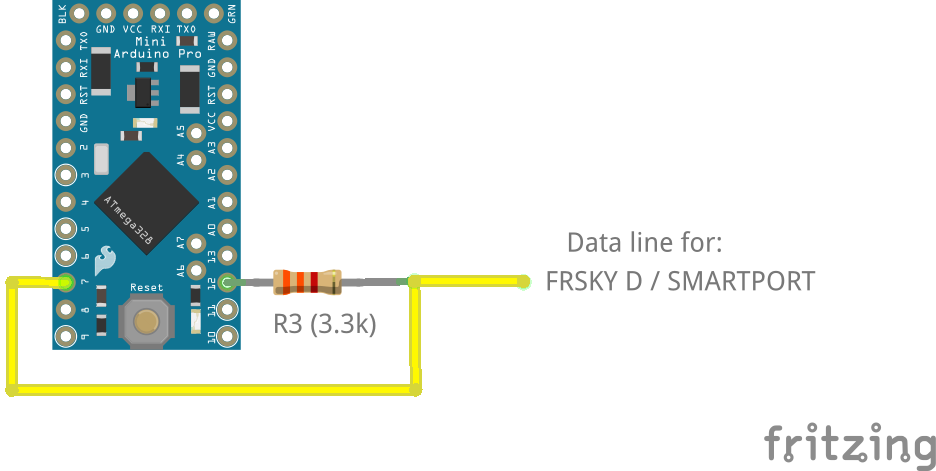 BLK
GND VCC RXI TXO
GRN
Mini
Arduino Pro
TXO
RXI
RST
GND
2
3
4
5
6
7
8
9
RAW
GND
RST
VCC
A3
A2
A1
A0
13
12
11
10
A5
A4
A7
A6
ATmega328
Reset
R3 (3.3k)
Data line for:
FRSKY D / SMARTPORT
fritzing